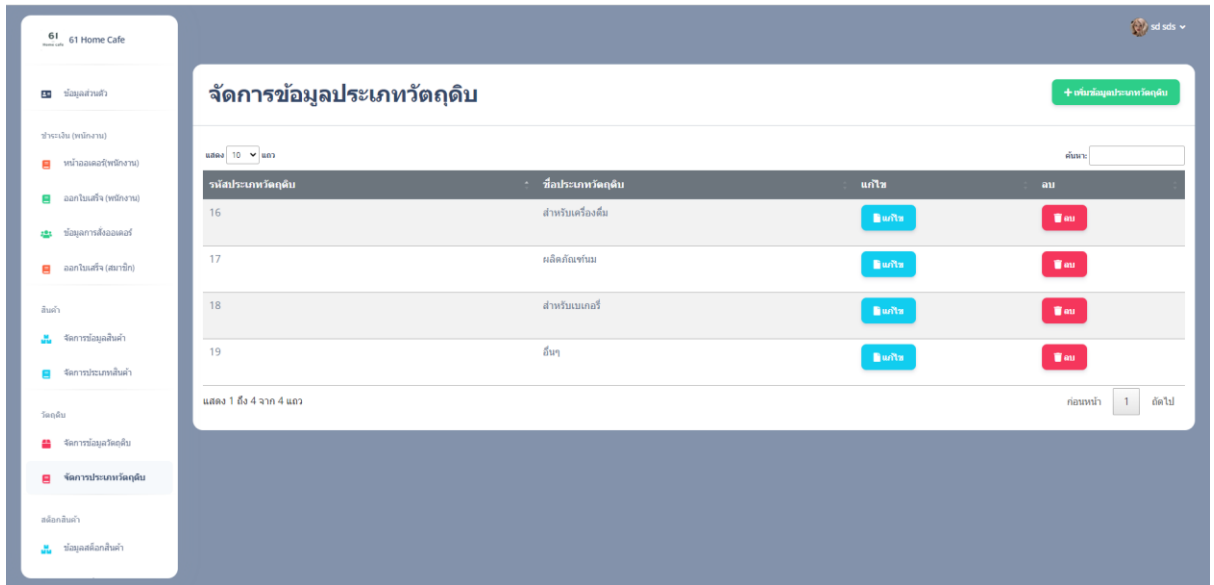 61
Home cafe
61 Home Cafe
sd sds
ข้อมูลส่วนตัว
ชำระเงิน (พนักงาน)
หน้าออเดอร์(พนักงาน)
ออกใบเสร็จ (พนักงาน)
ข้อมูลการสั่งออเดอร์
ออกใบเสร็จ (สมาชิก)
สินค้า
จัดการข้อมูลสินค้า
จัดการประเภทสินค้า
วัตถุดิบ
จัดการข้อมูลวัตถุดิบ
จัดการประเภทวัตถุดิบ
สต็อกสินค้า
ข้อมูลสต็อกสินค้า
จัดการข้อมูลประเภทวัตถุดิบ
+ เพิ่มข้อมูลประเภทวัตถุดิบ
แสดง 10 แถว
ค้นหา:
รหัสประเภทวัตถุดิบ ชื่อประเภทวัตถุดิบ แก้ไข ลบ
16 สำหรับเครื่องดื่ม แก้ไข ลบ
17 ผลิตภัณฑ์นม แก้ไข ลบ
18 สำหรับเบเกอรี่ แก้ไข ลบ
19 อื่นๆ แก้ไข ลบ
แสดง 1 ถึง 4 จาก 4 แถว
ก่อนหน้า 1 ถัดไป